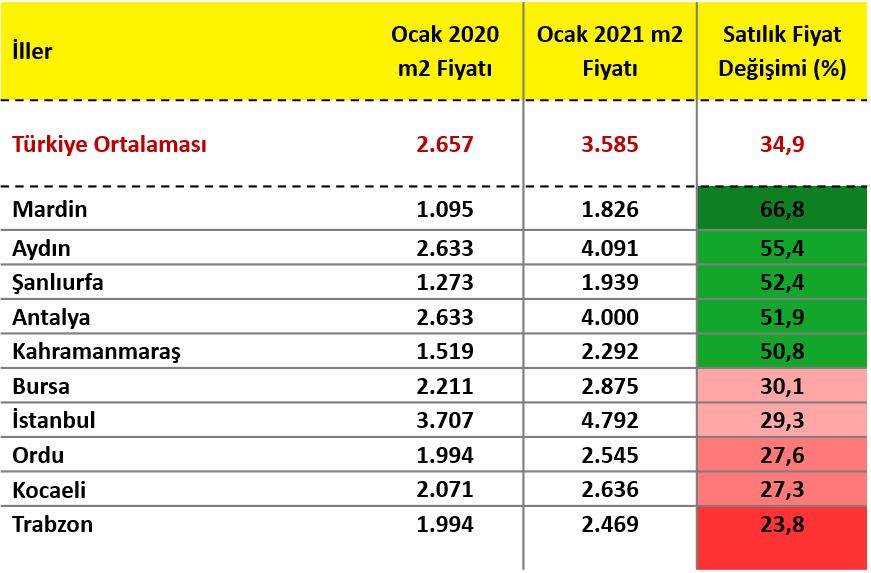 İller Ocak 2020 m2 Fiyatı Ocak 2021 m2 Fiyatı Satılık Fiyat Değişimi (%)
Türkiye Ortalaması 2.657 3.585 34,9
Mardin 1.095 1.826 66,8
Aydın 2.633 4.091 55,4
Şanlıurfa 1.273 1.939 52,4
Antalya 2.633 4.000 51,9
Kahramanmaraş 1.519 2.292 50,8
Bursa 2.211 2.875 30,1
İstanbul 3.707 4.792 29,3
Ordu 1.994 2.545 27,6
Kocaeli 2.071 2.636 27,3
Trabzon 1.994 2.469 23,8